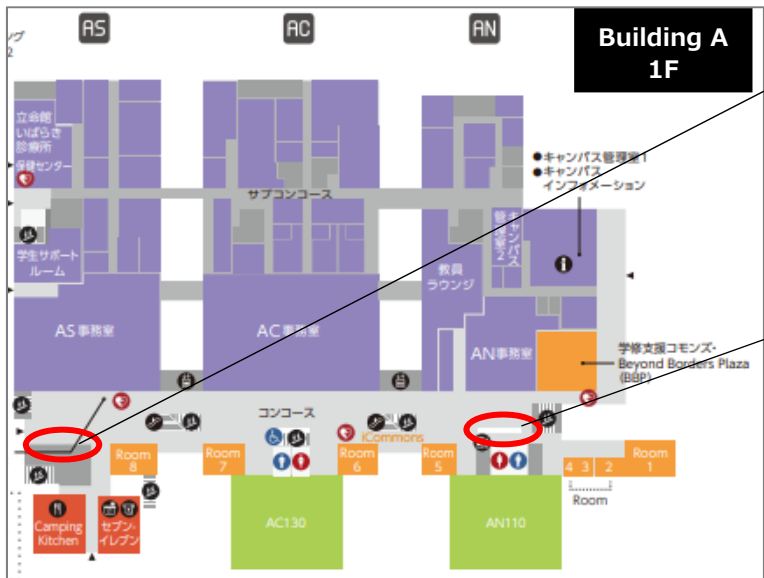 AS
AC
AN
Building A
1F
ング
2
立命館
いばらき
診療所
保健センター
サブコンコース
●キャンパス管理室1
●キャンパス
インフォメーション
キャンパス
管理室2
学生サポート
ルーム
教員
ラウンジ
AS事務室
AC事務室
AN事務室
学修支援コモンズ・
Beyond Borders Plaza
(BBP)
コンコース
iCommons
Room
8
Room
7
Room
6
Room
5
4 3 2
Room
1
Room
Camping
Kitchen
セブン-
イレブン
AC130
AN110